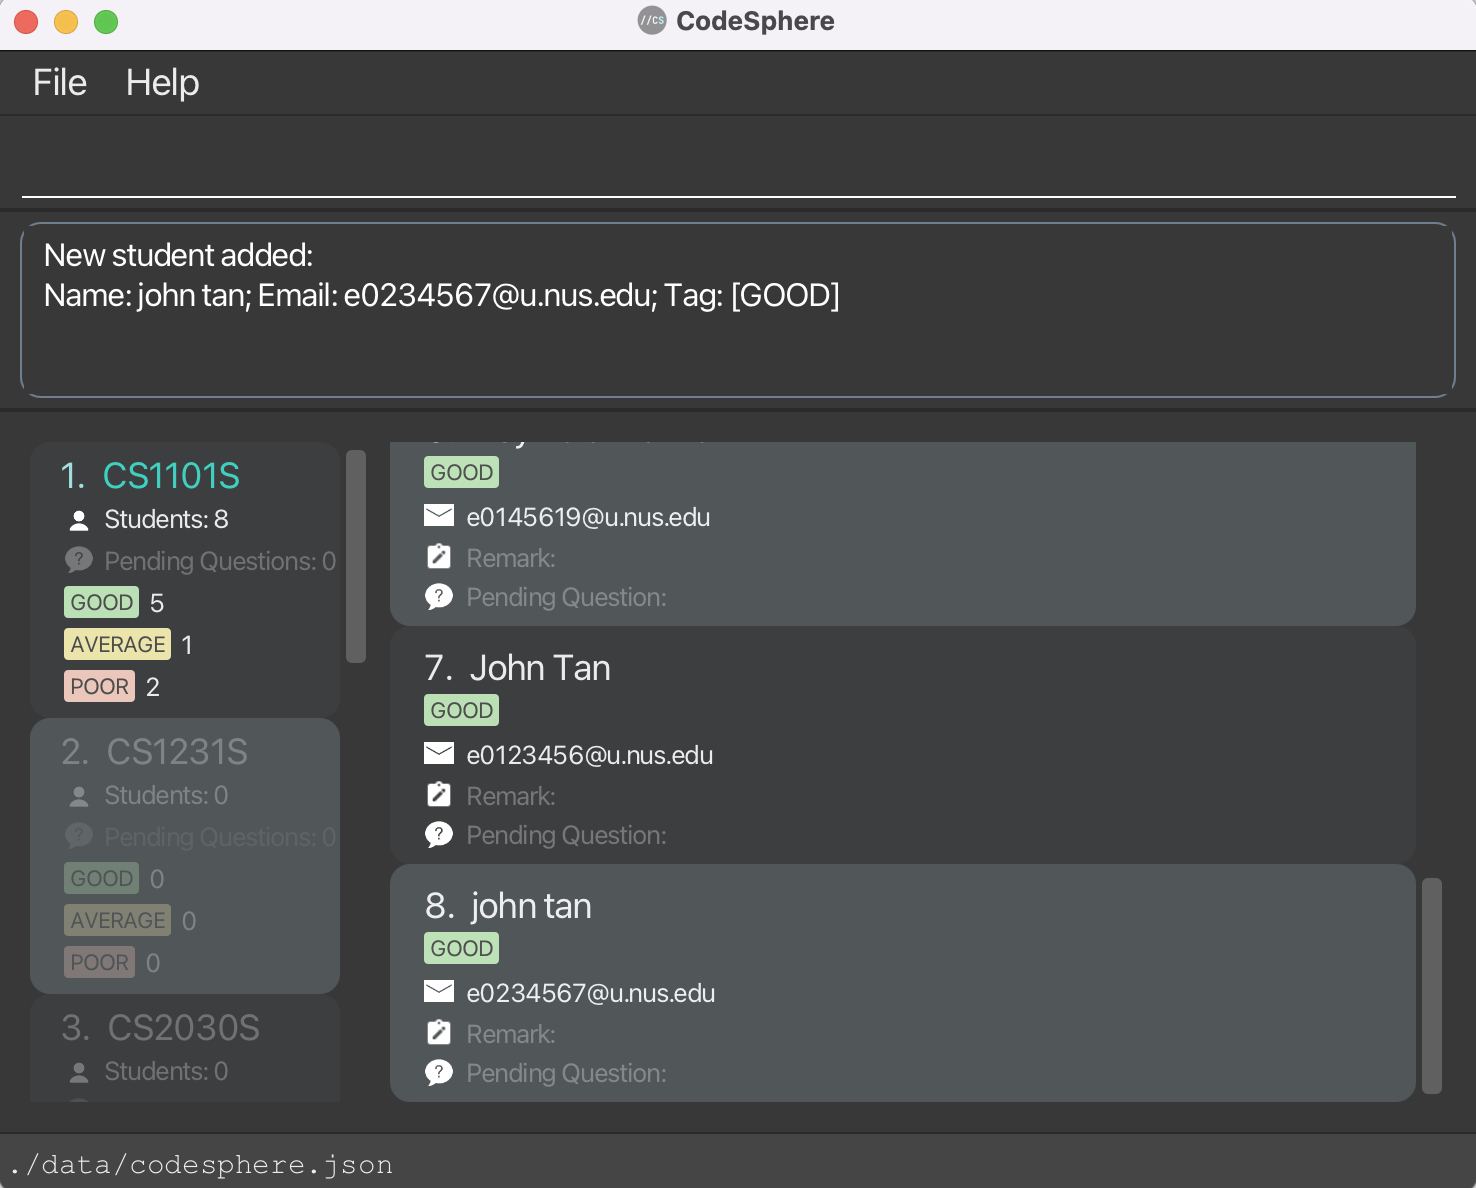 //CS CodeSphere
File Help
New student added:
Name: john tan; Email: e0234567@u.nus.edu; Tag: [GOOD]
1. CS1101S
Students: 8
Pending Questions: 0
GOOD 5
AVERAGE 1
POOR 2
2. CS1231S
Students: 0
Pending Questions: 0
GOOD 0
AVERAGE 0
POOR 0
3. CS2030S
Students: 0
GOOD
e0145619@u.nus.edu
Remark:
Pending Question:
7. John Tan
GOOD
e0123456@u.nus.edu
Remark:
Pending Question:
8. john tan
GOOD
e0234567@u.nus.edu
Remark:
Pending Question:
./data/codesphere.json